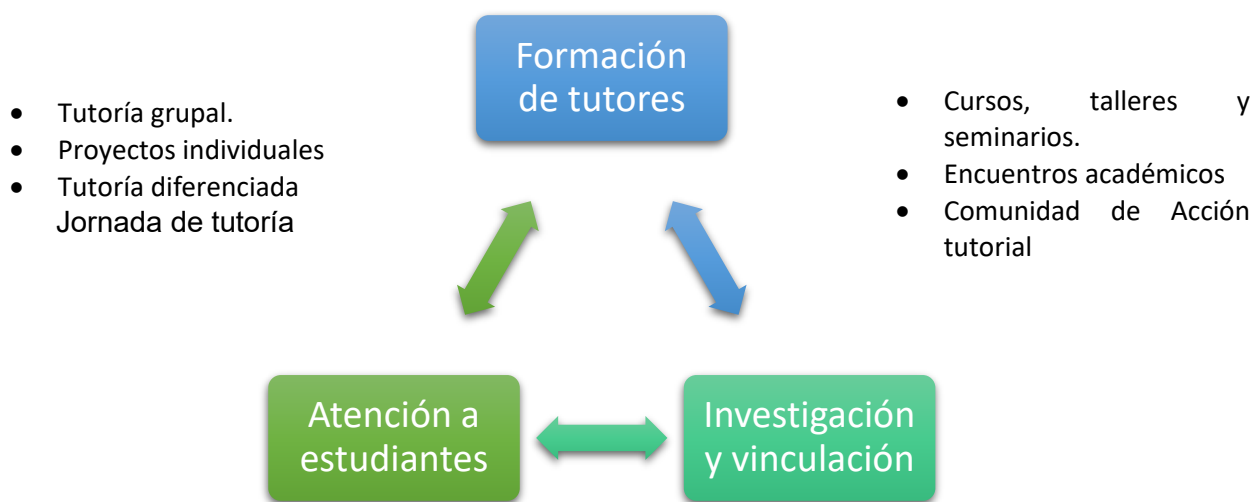 Formación
de tutores
• Tutoría grupal.
• Proyectos individuales
• Tutoría diferenciada
Jornada de tutoría
• Cursos, talleres y
seminarios.
• Encuentros académicos
• Comunidad de Acción
tutorial
Atención a
estudiantes
Investigación
y vinculación